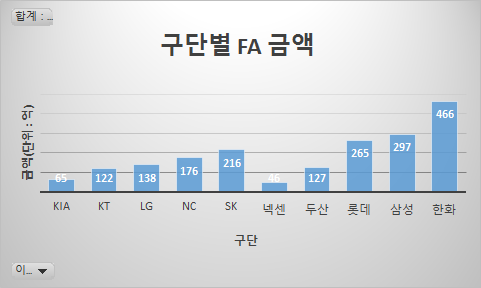 합계 : ...
구단별 FA 금액
금액(단위 : 억)
65 122 138 176 216 46 127 265 297 466
KIA KT LG NC SK 넥센 두산 롯데 삼성 한화
구단
이...